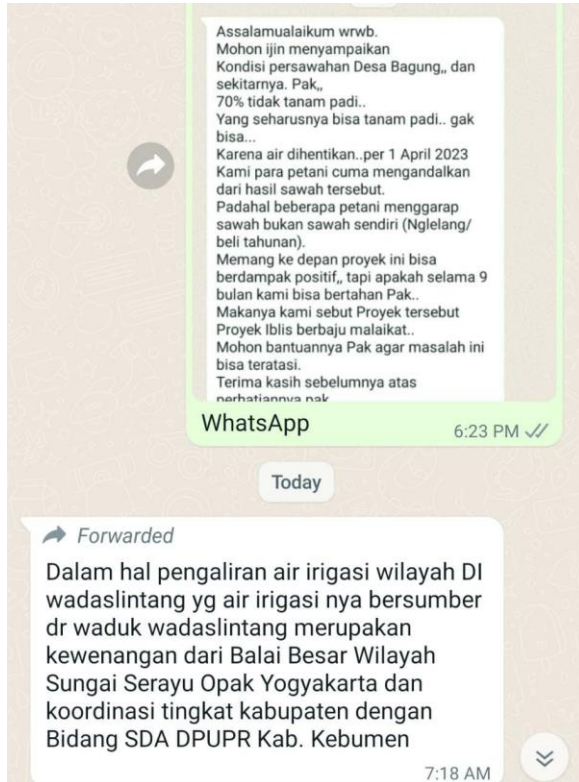 Assalamualaikum wrwb.
Mohon ijin menyampaikan
Kondisi persawahan Desa Bagung,, dan
sekitarnya. Pak,,
70% tidak tanam padi..
Yang seharusnya bisa tanam padi.. gak
bisa...
Karena air dihentikan..per 1 April 2023
Kami para petani cuma mengandalkan
dari hasil sawah tersebut.
Padahal beberapa petani menggarap
sawah bukan sawah sendiri (Nglelang/
beli tahunan).
Memang ke depan proyek ini bisa
berdampak positif,, tapi apakah selama 9
bulan kami bisa bertahan Pak..
Makanya kami sebut Proyek tersebut
Proyek Iblis berbaju malaikat..
Mohon bantuannya Pak agar masalah ini
bisa teratasi.
Terima kasih sebelumnya atas
perhatiannya pak
WhatsApp
6:23 PM
Today
Forwarded
Dalam hal pengaliran air irigasi wilayah DI
wadaslintang yg air irigasi nya bersumber
dr waduk wadaslintang merupakan
kewenangan dari Balai Besar Wilayah
Sungai Serayu Opak Yogyakarta dan
koordinasi tingkat kabupaten dengan
Bidang SDA DPUPR Kab. Kebumen
7:18 AM